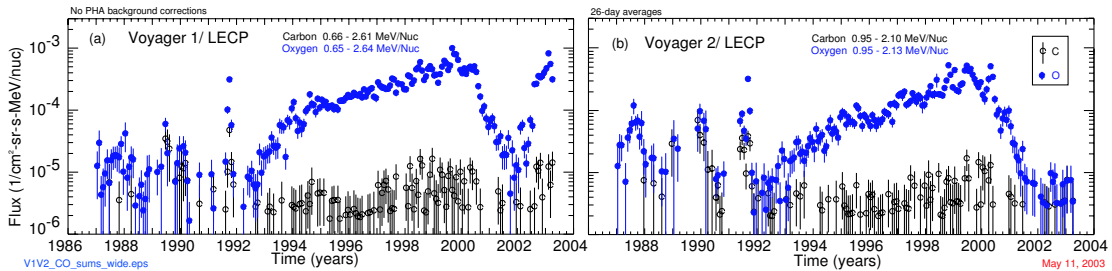 No PHA background corrections
26-day averages
(a) Voyager 1/ LECP
Carbon 0.66 - 2.61 MeV/Nuc
Oxygen 0.65 - 2.64 MeV/Nuc
(b) Voyager 2/ LECP
Carbon 0.95 - 2.10 MeV/Nuc
Oxygen 0.95 - 2.13 MeV/Nuc
C
O
Flux (1/cm²-sr-s-MeV/nuc)
10⁻³
10⁻⁴
10⁻⁵
10⁻⁶
1986 1988 1990 1992 1994 1996 1998 2000 2002 2004
1988 1990 1992 1994 1996 1998 2000 2002 2004
Time (years)
Time (years)
V1V2_CO_sums_wide.eps
May 11, 2003